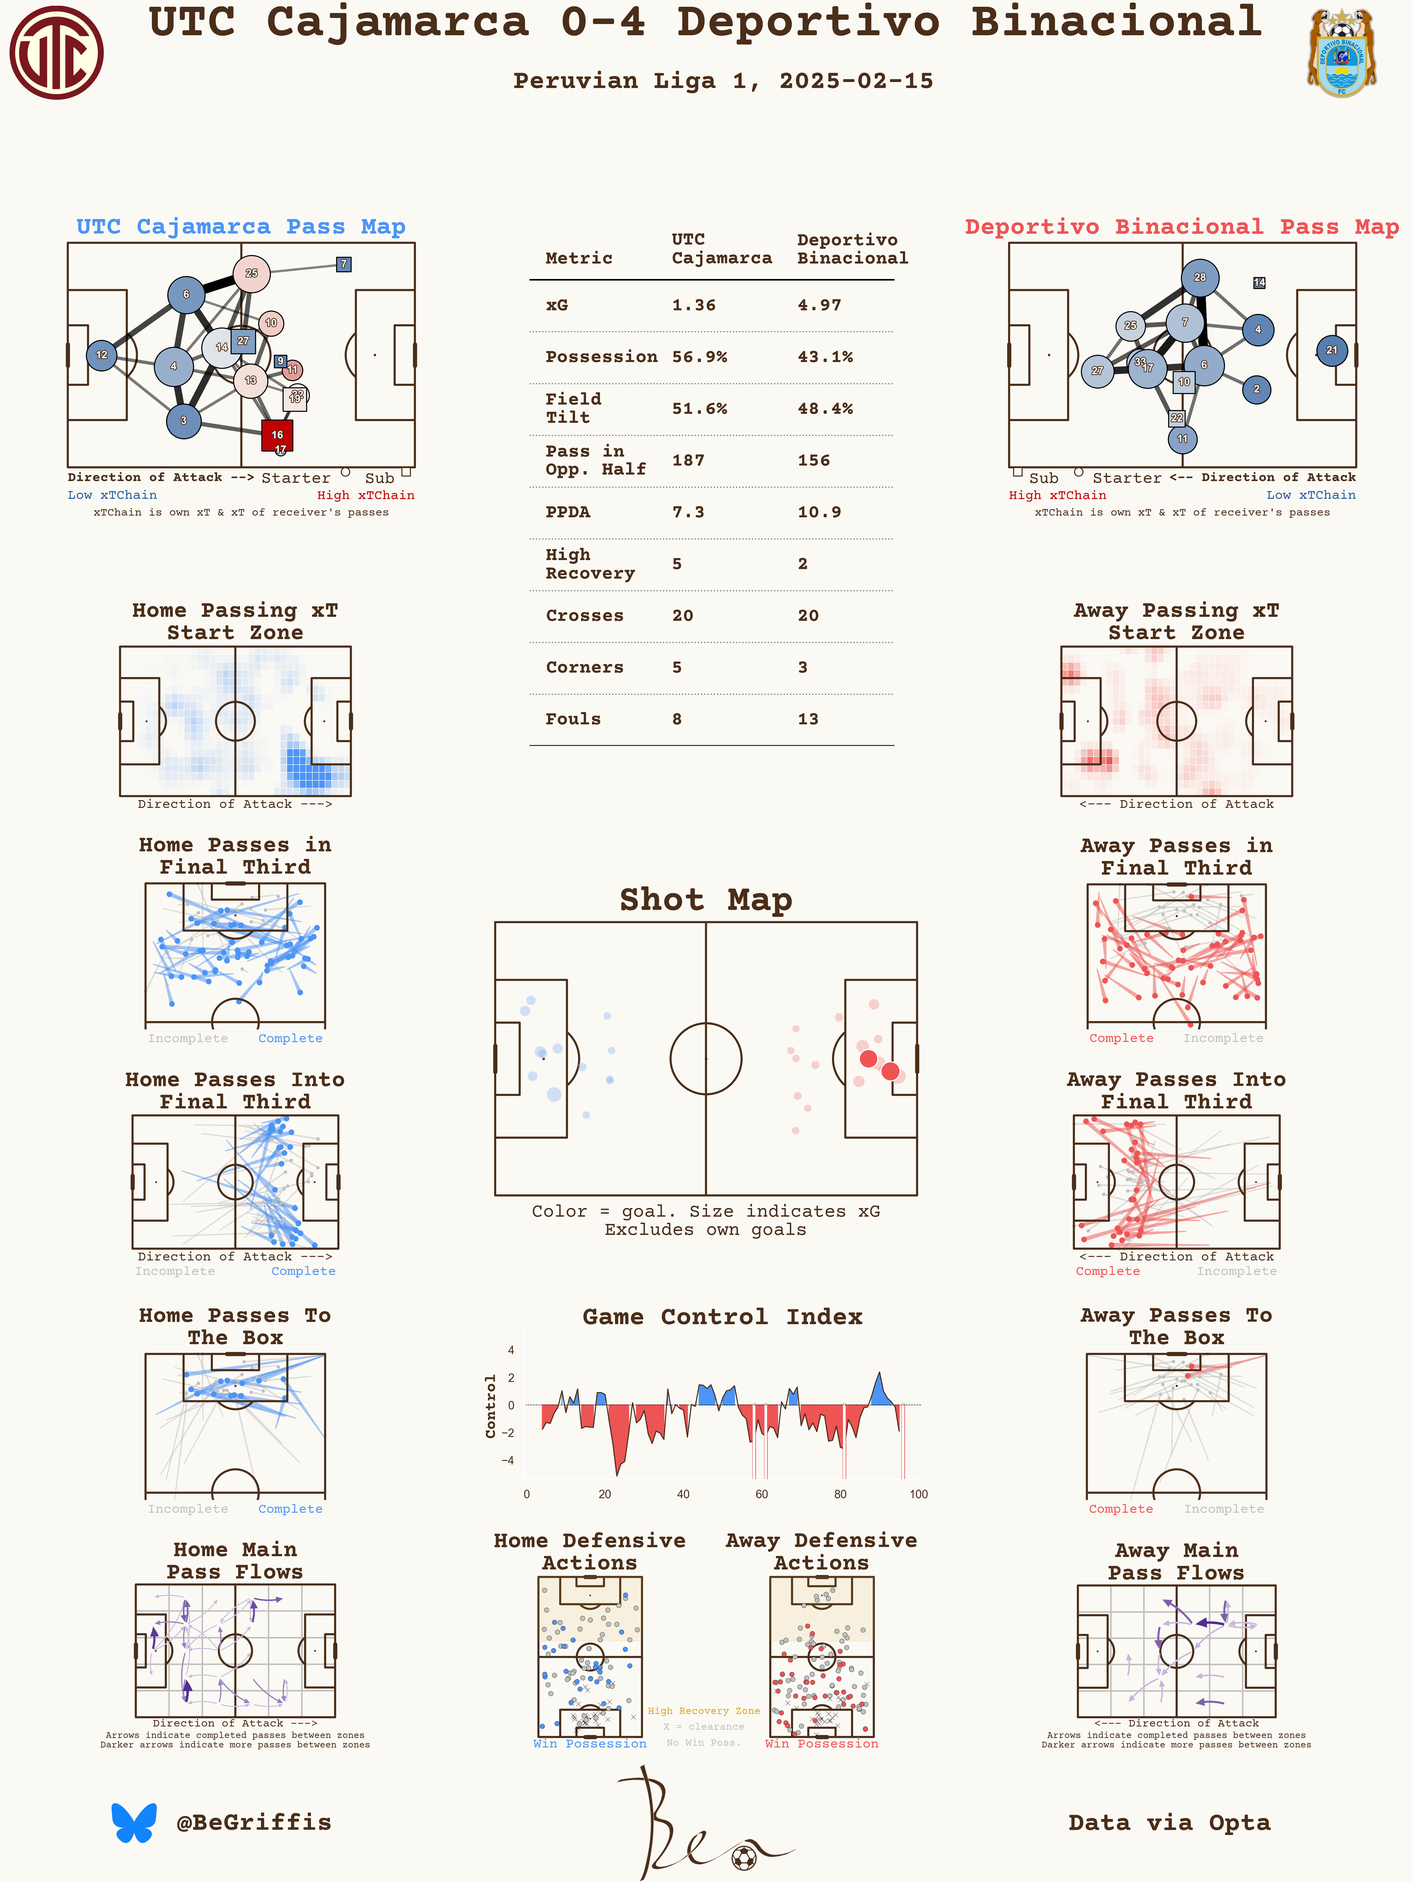 UTC Cajamarca 0-4 Deportivo Binacional
Peruvian Liga 1, 2025-02-15
UTC
DEPORTIVO BINACIONAL
FC
UTC Cajamarca Pass Map
25
7
6
10
14
27
12
9
11
4
13
19
3
16
17
Direction of Attack --> Starter Sub
Low xTChain High xTChain
xTChain is own xT & xT of receiver's passes
Metric UTC Cajamarca Deportivo Binacional
xG 1.36 4.97
Possession 56.9% 43.1%
Field Tilt 51.6% 48.4%
Pass in Opp. Half 187 156
PPDA 7.3 10.9
High Recovery 5 2
Crosses 20 20
Corners 5 3
Fouls 8 13
Deportivo Binacional Pass Map
28
14
25
7
4
21
33
17
27
6
10
2
22
11
Sub Starter <-- Direction of Attack
High xTChain Low xTChain
xTChain is own xT & xT of receiver's passes
Home Passing xT
Start Zone
Direction of Attack --->
Away Passing xT
Start Zone
<--- Direction of Attack
Home Passes in
Final Third
Incomplete Complete
Away Passes in
Final Third
Complete Incomplete
Shot Map
Color = goal. Size indicates xG
Excludes own goals
Home Passes Into
Final Third
Direction of Attack --->
Incomplete Complete
Away Passes Into
Final Third
<--- Direction of Attack
Complete Incomplete
Home Passes To
The Box
Incomplete Complete
Game Control Index
Control
4
2
0
−2
−4
0 20 40 60 80 100
Away Passes To
The Box
Complete Incomplete
Home Main
Pass Flows
Direction of Attack --->
Arrows indicate completed passes between zones
Darker arrows indicate more passes between zones
Home Defensive
Actions
Win Possession
High Recovery Zone
X = clearance
No Win Poss.
Away Defensive
Actions
Win Possession
Away Main
Pass Flows
<--- Direction of Attack
Arrows indicate completed passes between zones
Darker arrows indicate more passes between zones
@BeGriffis
Ben
Data via Opta